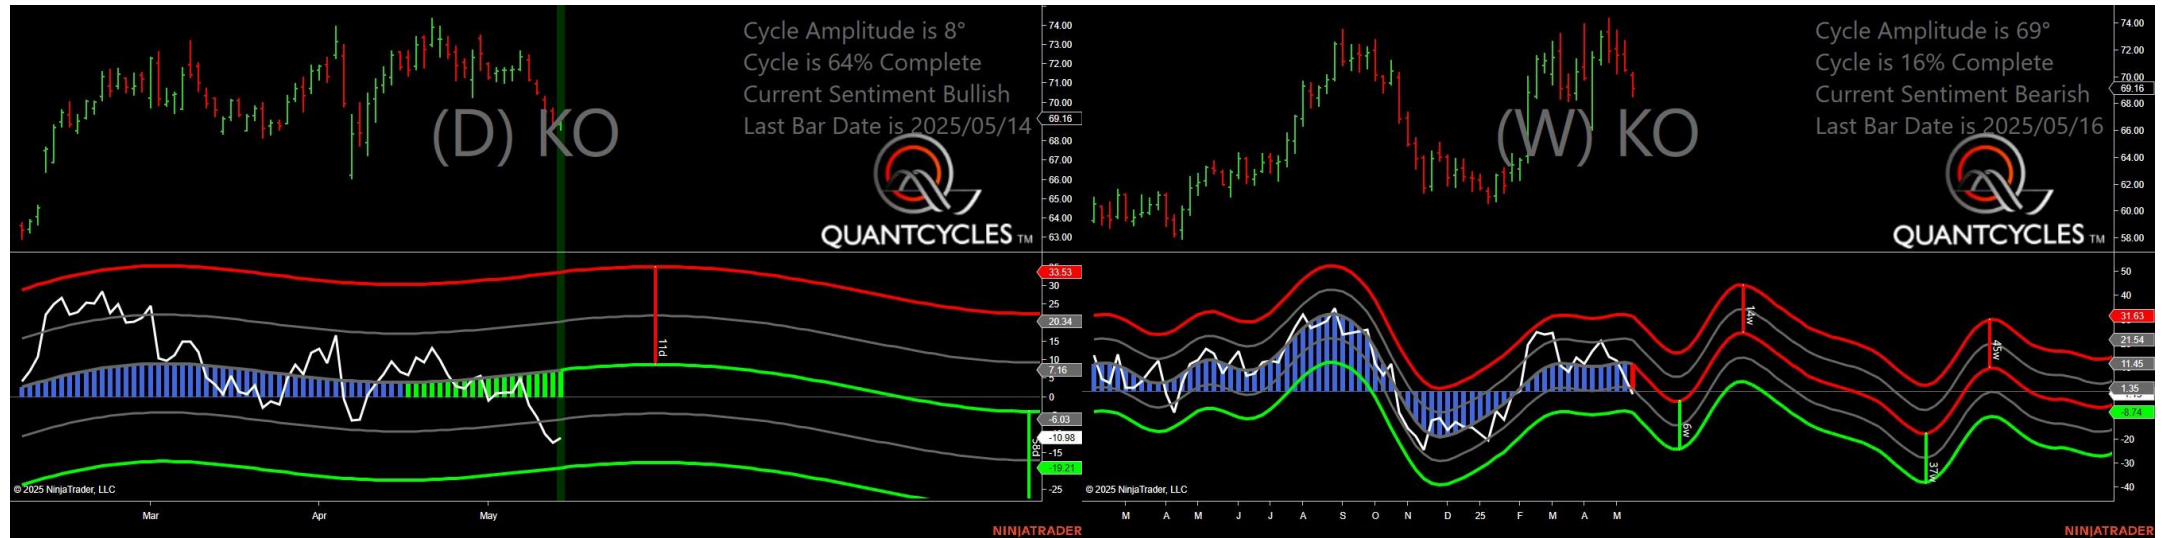 Cycle Amplitude is 8°
Cycle is 64% Complete
Current Sentiment Bullish
Last Bar Date is 2025/05/14
(D) KO
QUANTCYCLES TM
74.00
73.00
72.00
71.00
70.00
69.16
68.00
67.00
66.00
65.00
64.00
63.00
33.53
30
25
20.34
15
10
7.16
5
0
-6.03
-10.98
-15
-19.21
-25
11d
58d
© 2025 NinjaTrader, LLC
Mar Apr May
NINJATRADER
Cycle Amplitude is 69°
Cycle is 16% Complete
Current Sentiment Bearish
Last Bar Date is 2025/05/16
(W) KO
QUANTCYCLES TM
74.00
72.00
70.00
69.16
68.00
66.00
64.00
62.00
60.00
58.00
50
40
31.63
21.54
11.45
1.35
-8.74
-20
-30
-40
6w
14w
37w
45w
© 2025 NinjaTrader, LLC
M A M J J A S O N D 25 F M A M
NINJATRADER